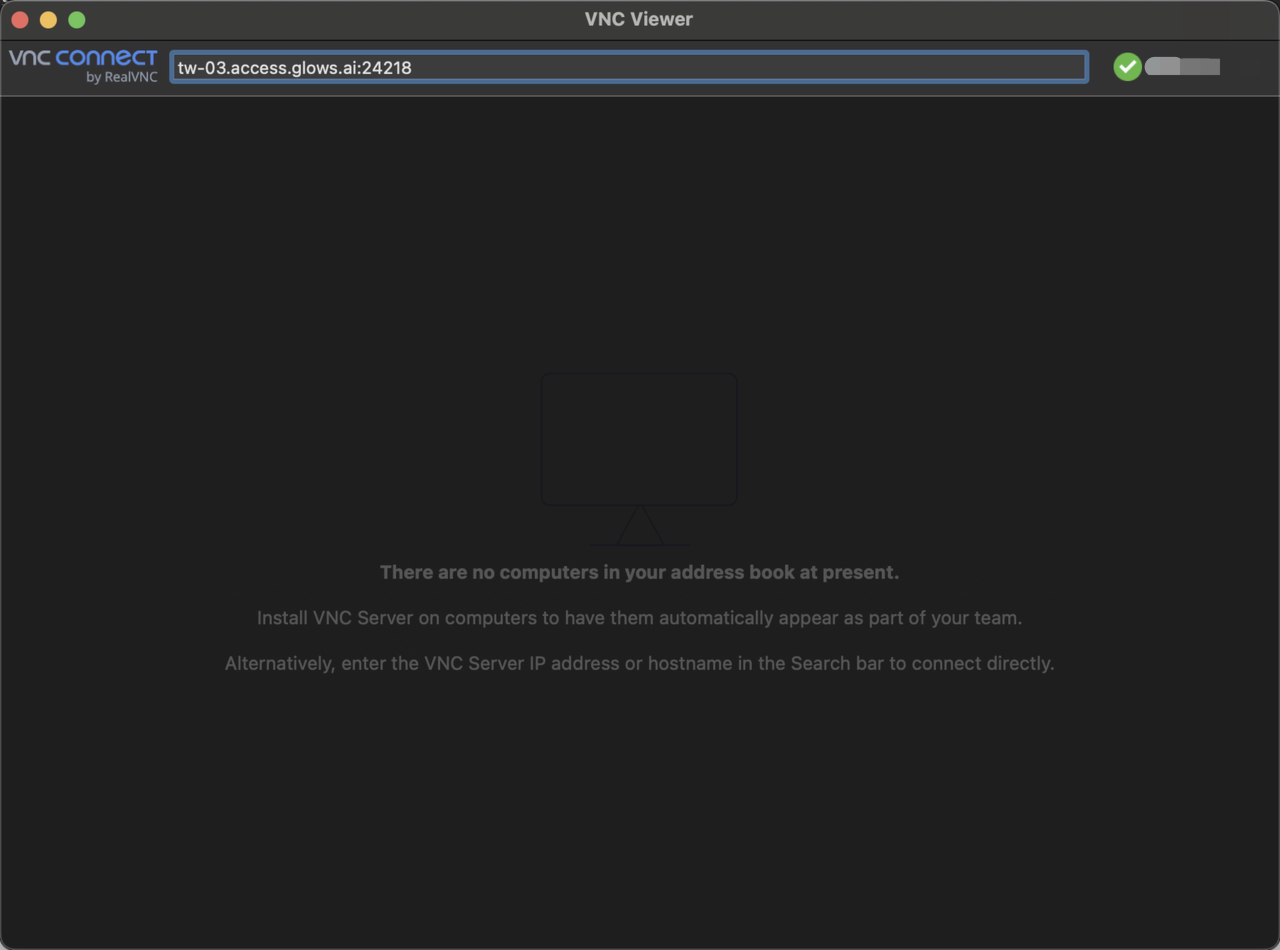 VNC Viewer
vnc connect
by RealVNC
tw-03.access.glows.ai:24218
There are no computers in your address book at present.
Install VNC Server on computers to have them automatically appear as part of your team.
Alternatively, enter the VNC Server IP address or hostname in the Search bar to connect directly.